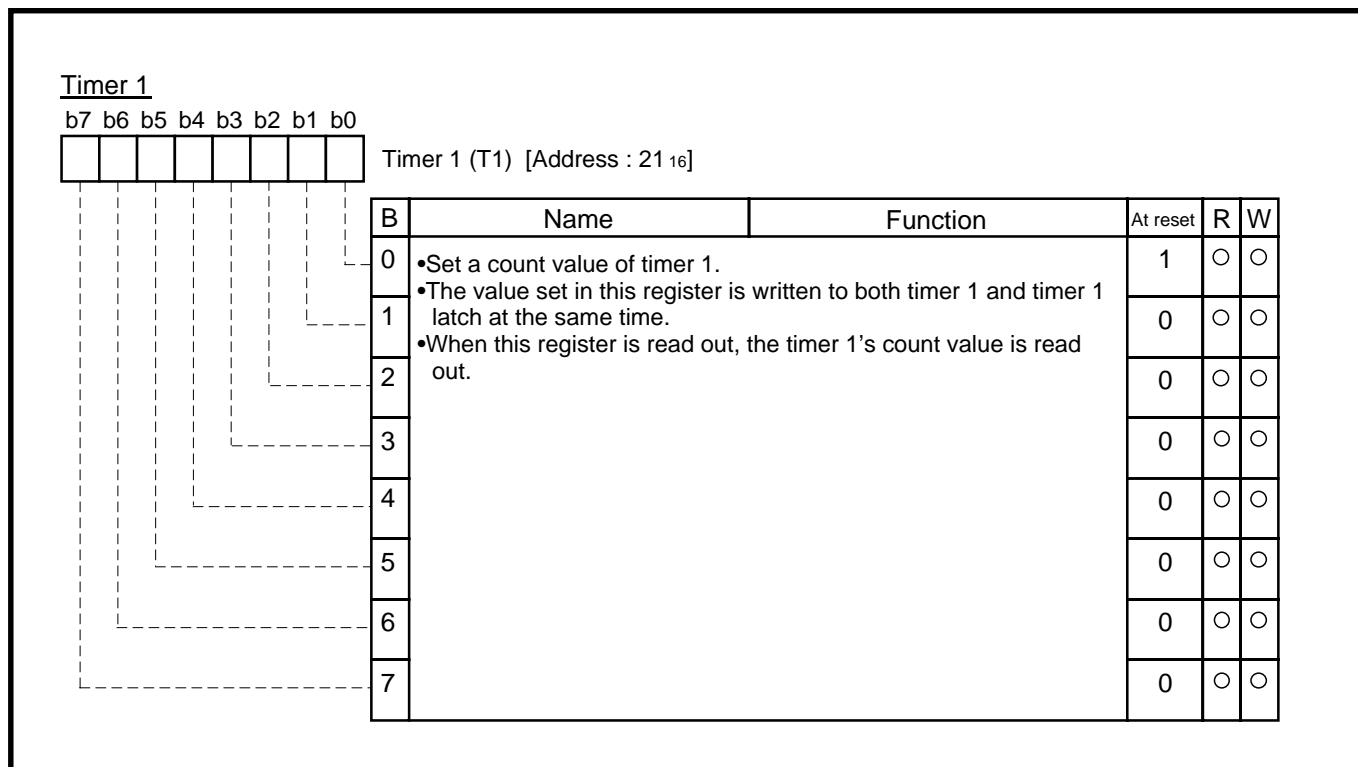 Timer 1
b7 b6 b5 b4 b3 b2 b1 b0
Timer 1 (T1) [Address : 21 16]
B Name Function At reset R W
0 •Set a count value of timer 1. 1 ○ ○
•The value set in this register is written to both timer 1 and timer 1
1 latch at the same time. 0 ○ ○
•When this register is read out, the timer 1’s count value is read
2 out. 0 ○ ○
3 0 ○ ○
4 0 ○ ○
5 0 ○ ○
6 0 ○ ○
7 0 ○ ○